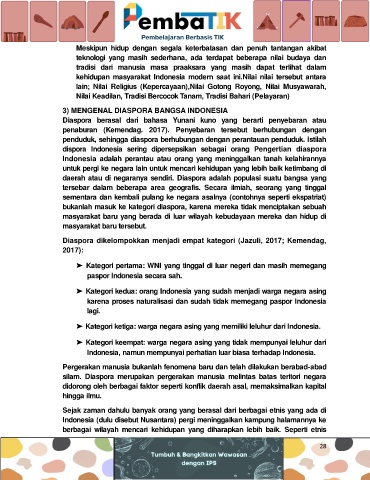 PembaTIK
Pembelajaran Berbasis TIK
Meskipun hidup dengan segala keterbatasan dan penuh tantangan akibat
teknologi yang masih sederhana, ada terdapat beberapa nilai budaya dan
tradisi dari manusia masa praaksara yang masih dapat terlihat dalam
kehidupan masyarakat Indonesia modern saat ini.Nilai nilai tersebut antara
lain; Nilai Religius (Kepercayaan),Nilai Gotong Royong, Nilai Musyawarah,
Nilai Keadilan, Tradisi Bercocok Tanam, Tradisi Bahari (Pelayaran)
3) MENGENAL DIASPORA BANGSA INDONESIA
Diaspora berasal dari bahasa Yunani kuno yang berarti penyebaran atau
penaburan (Kemendag. 2017). Penyebaran tersebut berhubungan dengan
penduduk, sehingga diaspora berhubungan dengan perantauan penduduk. Istilah
dispora Indonesia sering dipersepsikan sebagai orang Pengertian diaspora
Indonesia adalah perantau atau orang yang meninggalkan tanah kelahirannya
untuk pergi ke negara lain untuk mencari kehidupan yang lebih baik ketimbang di
daerah atau di negaranya sendiri. Diaspora adalah populasi suatu bangsa yang
tersebar dalam beberapa area geografis. Secara ilmiah, seorang yang tinggal
sementara dan kembali pulang ke negara asalnya (contohnya seperti ekspatriat)
bukanlah masuk ke kategori diaspora, karena mereka tidak menciptakan sebuah
masyarakat baru yang berada di luar wilayah kebudayaan mereka dan hidup di
masyarakat baru tersebut.
Diaspora dikelompokkan menjadi empat kategori (Jazuli, 2017; Kemendag,
2017):
➤ Kategori pertama: WNI yang tinggal di luar negeri dan masih memegang
paspor Indonesia secara sah.
➤ Kategori kedua: orang Indonesia yang sudah menjadi warga negara asing
karena proses naturalisasi dan sudah tidak memegang paspor Indonesia
lagi.
➤ Kategori ketiga: warga negara asing yang memiliki leluhur dari Indonesia.
➤ Kategori keempat: warga negara asing yang tidak mempunyai leluhur dari
Indonesia, namun mempunyai perhatian luar biasa terhadap Indonesia.
Pergerakan manusia bukanlah fenomena baru dan telah dilakukan berabad-abad
silam. Diaspora merupakan pergerakan manusia melintas batas teritori negara
didorong oleh berbagai faktor seperti konflik daerah asal, memaksimalkan kapital
hingga ilmu.
Sejak zaman dahulu banyak orang yang berasal dari berbagai etnis yang ada di
Indonesia (dulu disebut Nusantara) pergi meninggalkan kampung halamannya ke
berbagai wilayah mencari kehidupan yang diharapkan lebih baik. Seperti etnis
28
Tumbuh & Bangkitkan Wawasan
dengan IPS